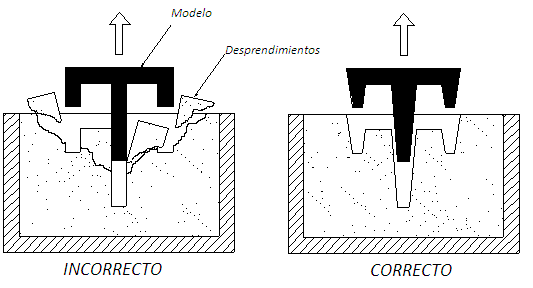 Modelo
Desprendimientos
INCORRECTO
CORRECTO